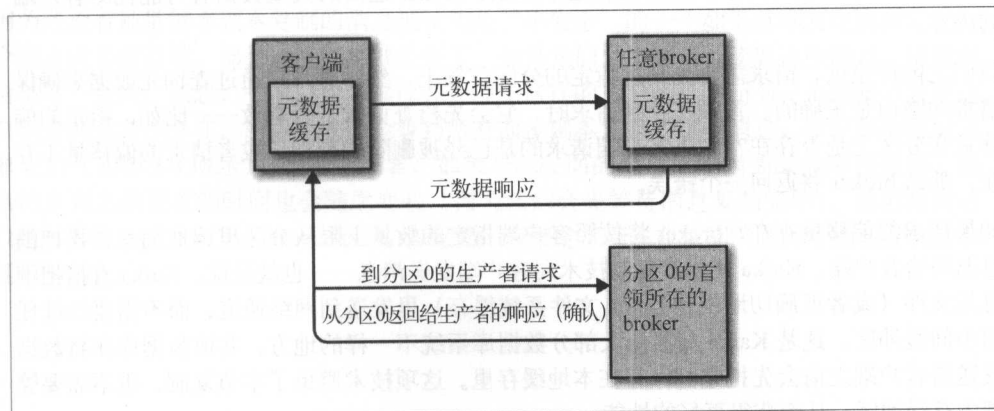 客户端
元数据
缓存
元数据请求
任意broker
元数据
缓存
元数据响应
到分区0的生产者请求
从分区0返回给生产者的响应（确认）
分区0的首
领所在的
broker